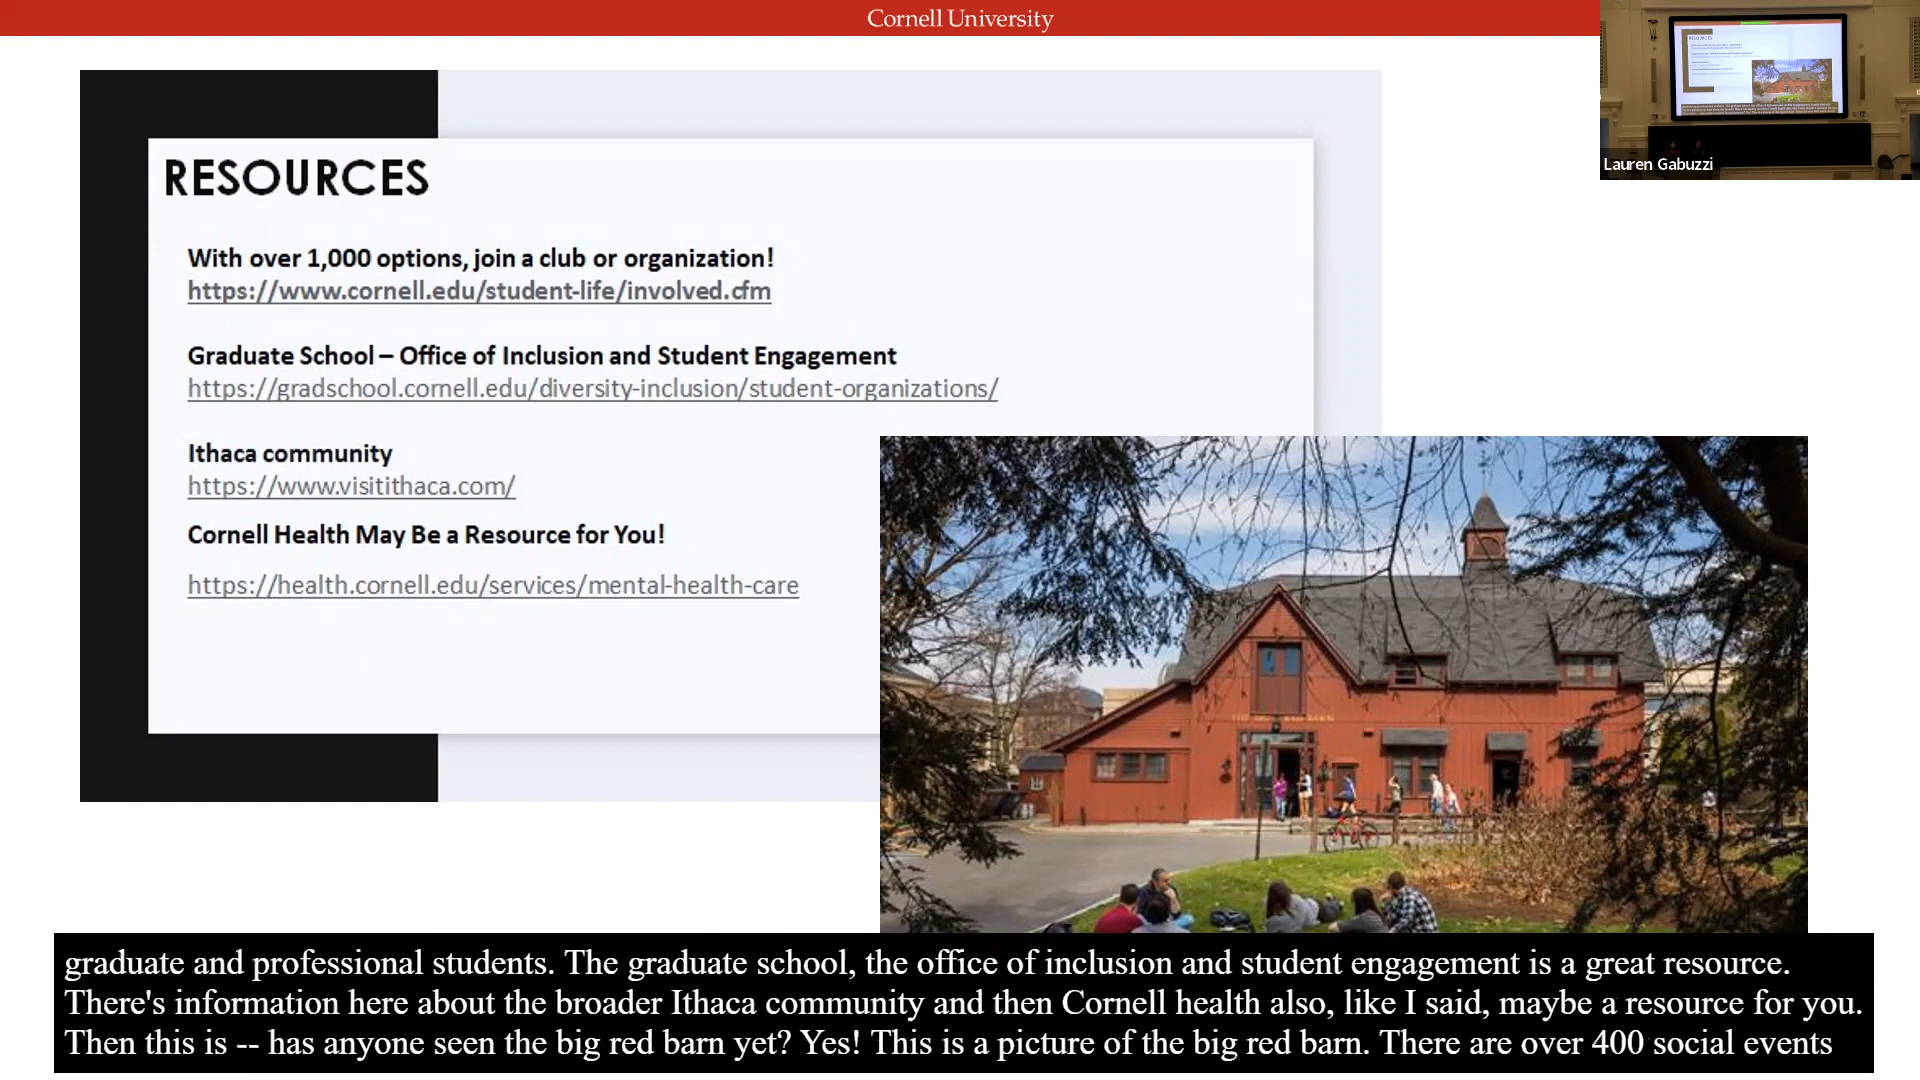 Cornell University
Lauren Gabuzzi
RESOURCES
With over 1,000 options, join a club or organization!
https://www.cornell.edu/student-life/involved.cfm
Graduate School – Office of Inclusion and Student Engagement
https://gradschool.cornell.edu/diversity-inclusion/student-organizations/
Ithaca community
https://www.visitithaca.com/
Cornell Health May Be a Resource for You!
https://health.cornell.edu/services/mental-health-care
graduate and professional students. The graduate school, the office of inclusion and student engagement is a great resource.
There's information here about the broader Ithaca community and then Cornell health also, like I said, maybe a resource for you.
Then this is -- has anyone seen the big red barn yet? Yes! This is a picture of the big red barn. There are over 400 social events